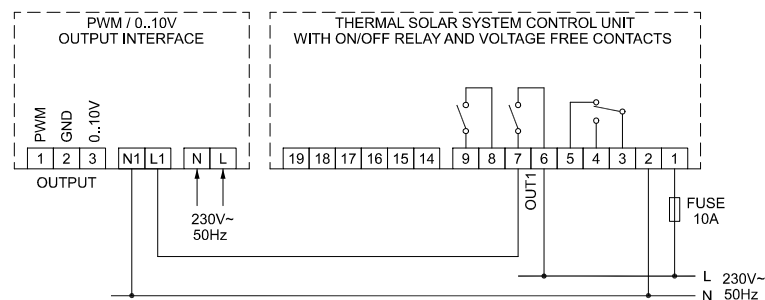 PWM / 0..10V
OUTPUT INTERFACE
THERMAL SOLAR SYSTEM CONTROL UNIT
WITH ON/OFF RELAY AND VOLTAGE FREE CONTACTS
PWM
GND
0..10V
1 2 3 N1 L1 N L
19 18 17 16 15 14 9 8 7 6 5 4 3 2 1
OUTPUT
OUT1
230V~
50Hz
FUSE
10A
L 230V~
N 50Hz